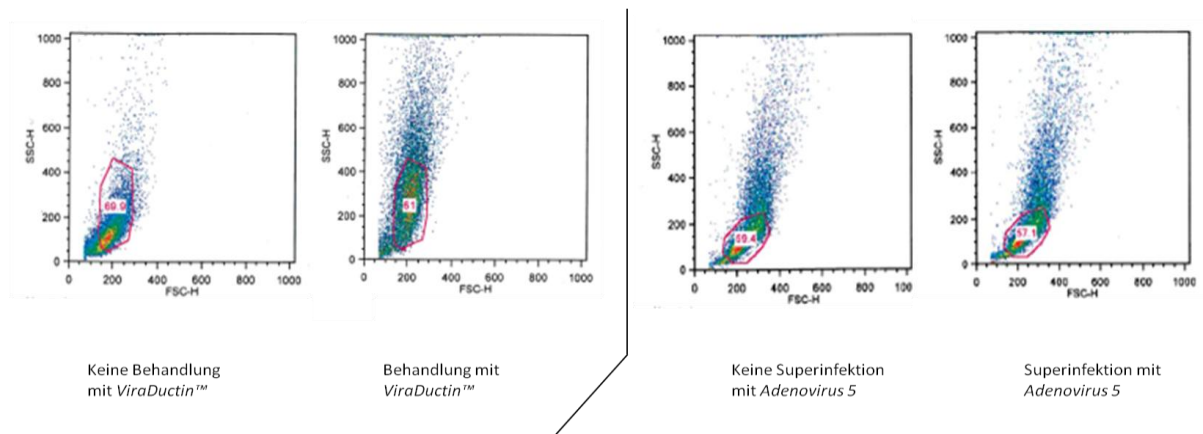 1000
800
600
400
200
0
SSC-H
69.9
0 200 400 600 800 1000
FSC-H
1000
800
600
400
200
0
SSC-H
61
0 200 400 600 800 1000
FSC-H
1000
800
600
400
200
0
SSC-H
59.4
0 200 400 600 800 100
FSC-H
1000
800
600
400
200
0
SSC-H
57.1
0 200 400 600 800 1000
FSC-H
Keine Behandlung
mit ViraDuctin™
Behandlung mit
ViraDuctin™
Keine Superinfektion
mit Adenovirus 5
Superinfektion mit
Adenovirus 5